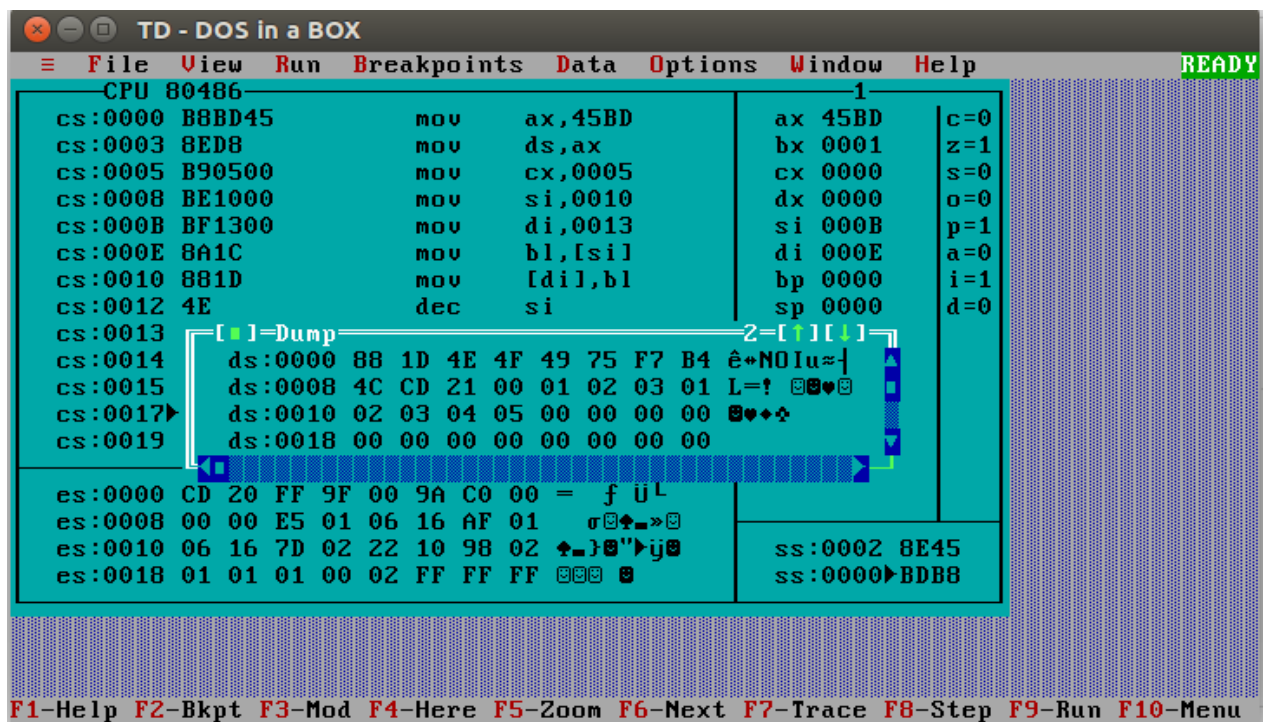 TD - DOS in a BOX
≡ File View Run Breakpoints Data Options Window Help READY
CPU 80486 1
cs:0000 B8BD45 mov ax,45BD ax 45BD c=0
cs:0003 8ED8 mov ds,ax bx 0001 z=1
cs:0005 B90500 mov cx,0005 cx 0000 s=0
cs:0008 BE1000 mov si,0010 dx 0000 o=0
cs:000B BF1300 mov di,0013 si 000B p=1
cs:000E 8A1C mov bl,[si] di 000E a=0
cs:0010 881D mov [di],bl bp 0000 i=1
cs:0012 4E dec si sp 0000 d=0
cs:0013 [■]=Dump 2=[↑][↓]
cs:0014 ds:0000 88 1D 4E 4F 49 75 F7 B4 ê↔NOIu≈┤
cs:0015 ds:0008 4C CD 21 00 01 02 03 01 L=! ☺☻♥☺
cs:0017► ds:0010 02 03 04 05 00 00 00 00 ☻♥♦♣
cs:0019 ds:0018 00 00 00 00 00 00 00 00
es:0000 CD 20 FF 9F 00 9A C0 00 = ƒ Ü└
es:0008 00 00 E5 01 06 16 AF 01 σ☺♠▬»☺
es:0010 06 16 7D 02 22 10 98 02 ♠▬}☻"►ÿ☻ ss:0002 8E45
es:0018 01 01 01 00 02 FF FF FF ☺☺☺ ☻ ss:0000►BDB8
F1-Help F2-Bkpt F3-Mod F4-Here F5-Zoom F6-Next F7-Trace F8-Step F9-Run F10-Menu